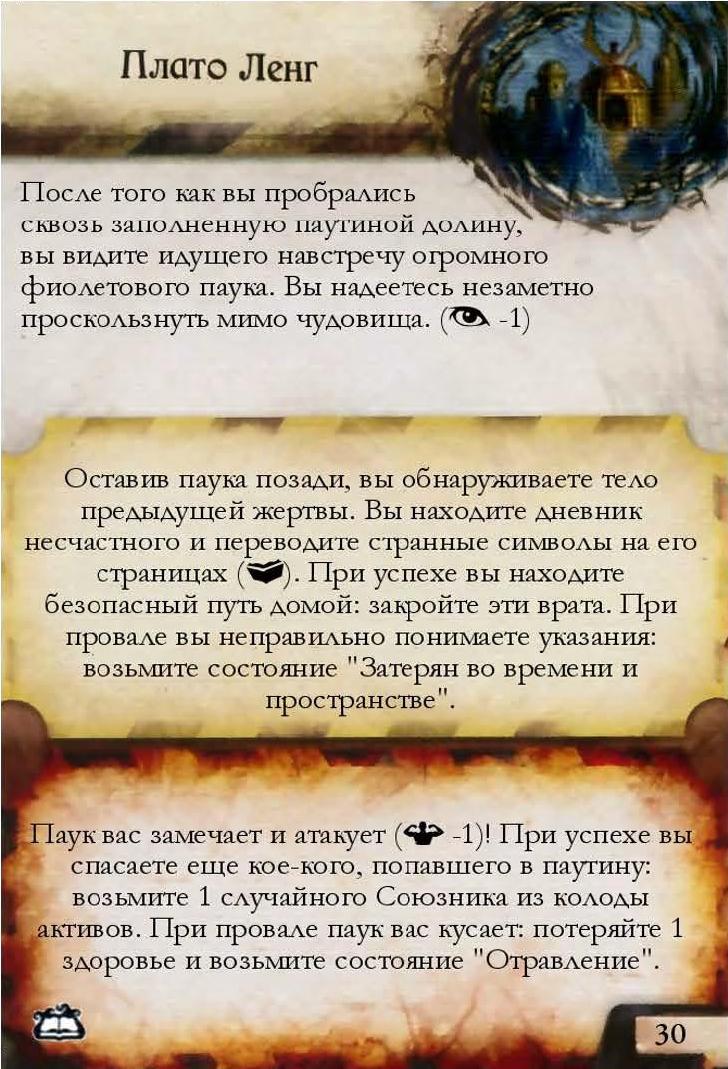 Плато Ленг
После того как вы пробрались
сквозь заполненную паутиной долину,
вы видите идущего навстречу огромного
фиолетового паука. Вы надеетесь незаметно
проскользнуть мимо чудовища. ( -1)
Оставив паука позади, вы обнаруживаете тело
предыдущей жертвы. Вы находите дневник
несчастного и переводите странные символы на его
страницах ( ). При успехе вы находите
безопасный путь домой: закройте эти врата. При
провале вы неправильно понимаете указания:
возьмите состояние "Затерян во времени и
пространстве".
Паук вас замечает и атакует ( -1)! При успехе вы
спасаете еще кое-кого, попавшего в паутину:
возьмите 1 случайного Союзника из колоды
активов. При провале паук вас кусает: потеряйте 1
здоровье и возьмите состояние "Отравление".
30